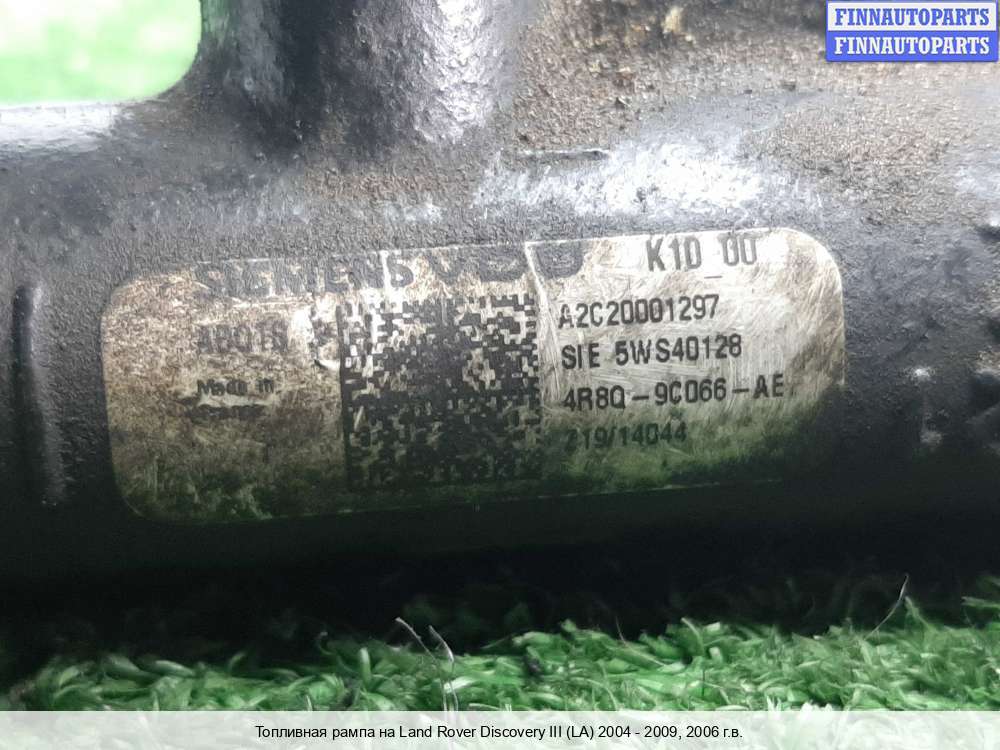 FINNAUTOPARTS
FINNAUTOPARTS
SIEMENS VDO K1D_00
A2C20001297
SIE 5WS40128
4R8Q-9C066-AE
219/14044
Made in
Топливная рампа на Land Rover Discovery III (LA) 2004 - 2009, 2006 г.в.